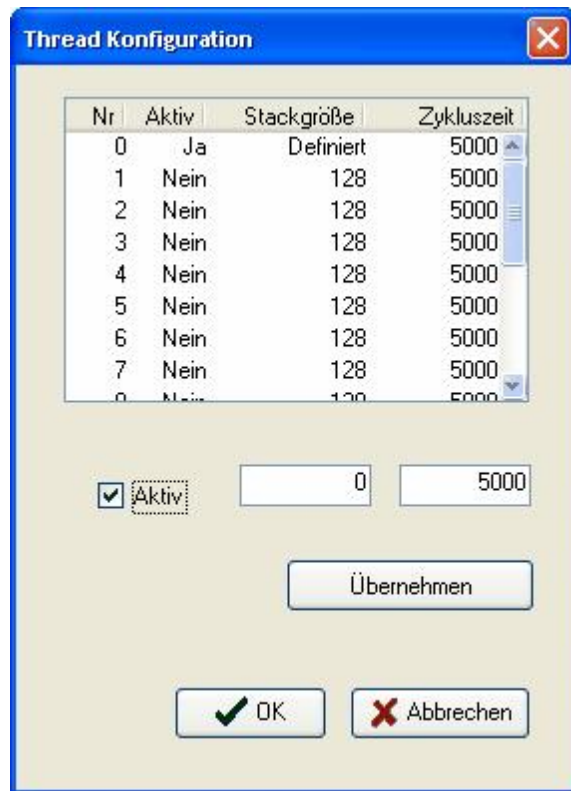 Thread Konfiguration
Nr Aktiv Stackgröße Zykluszeit
0 Ja Definiert 5000
1 Nein 128 5000
2 Nein 128 5000
3 Nein 128 5000
4 Nein 128 5000
5 Nein 128 5000
6 Nein 128 5000
7 Nein 128 5000
Aktiv 0 5000
Übernehmen
OK Abbrechen